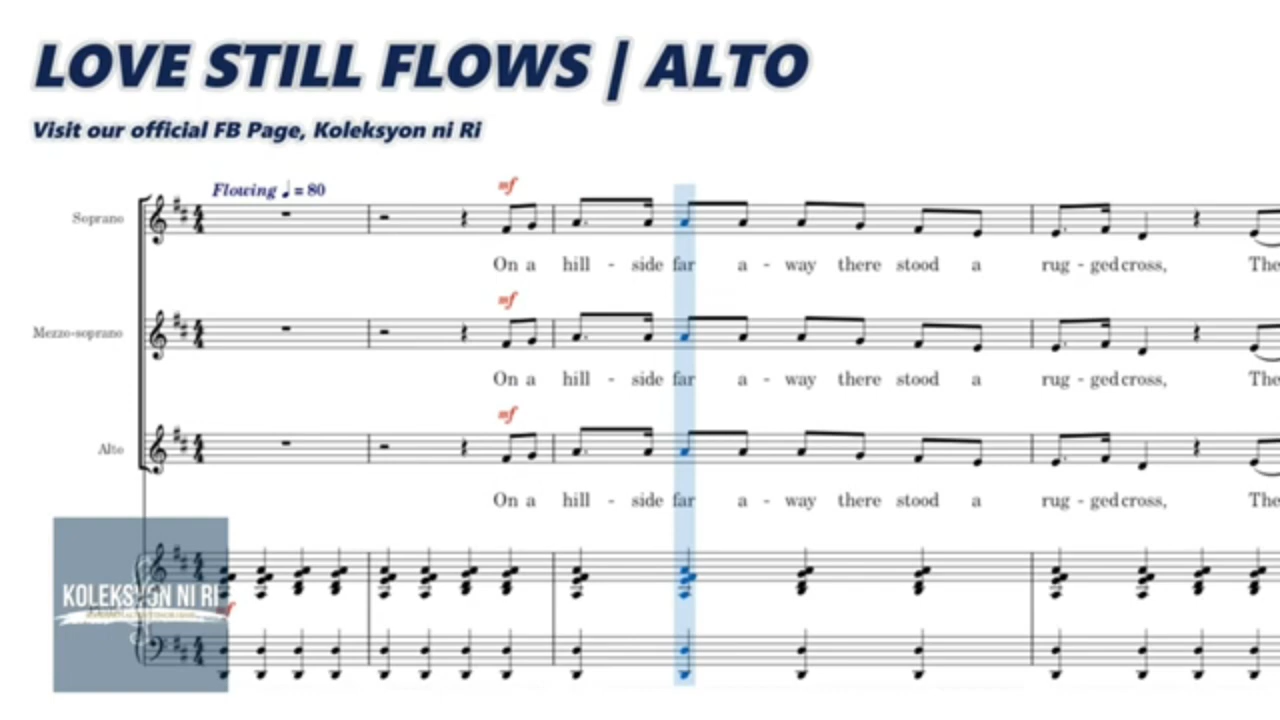 LOVE STILL FLOWS | ALTO
Visit our official FB Page, Koleksyon ni Ri
Flowing ♩ = 80
mf
Soprano
On a hill - side far a - way there stood a rug - ged cross, The
mf
Mezzo-soprano
On a hill - side far a - way there stood a rug - ged cross, The
mf
Alto
On a hill - side far a - way there stood a rug - ged cross, The
KOLEKSYON NI RI